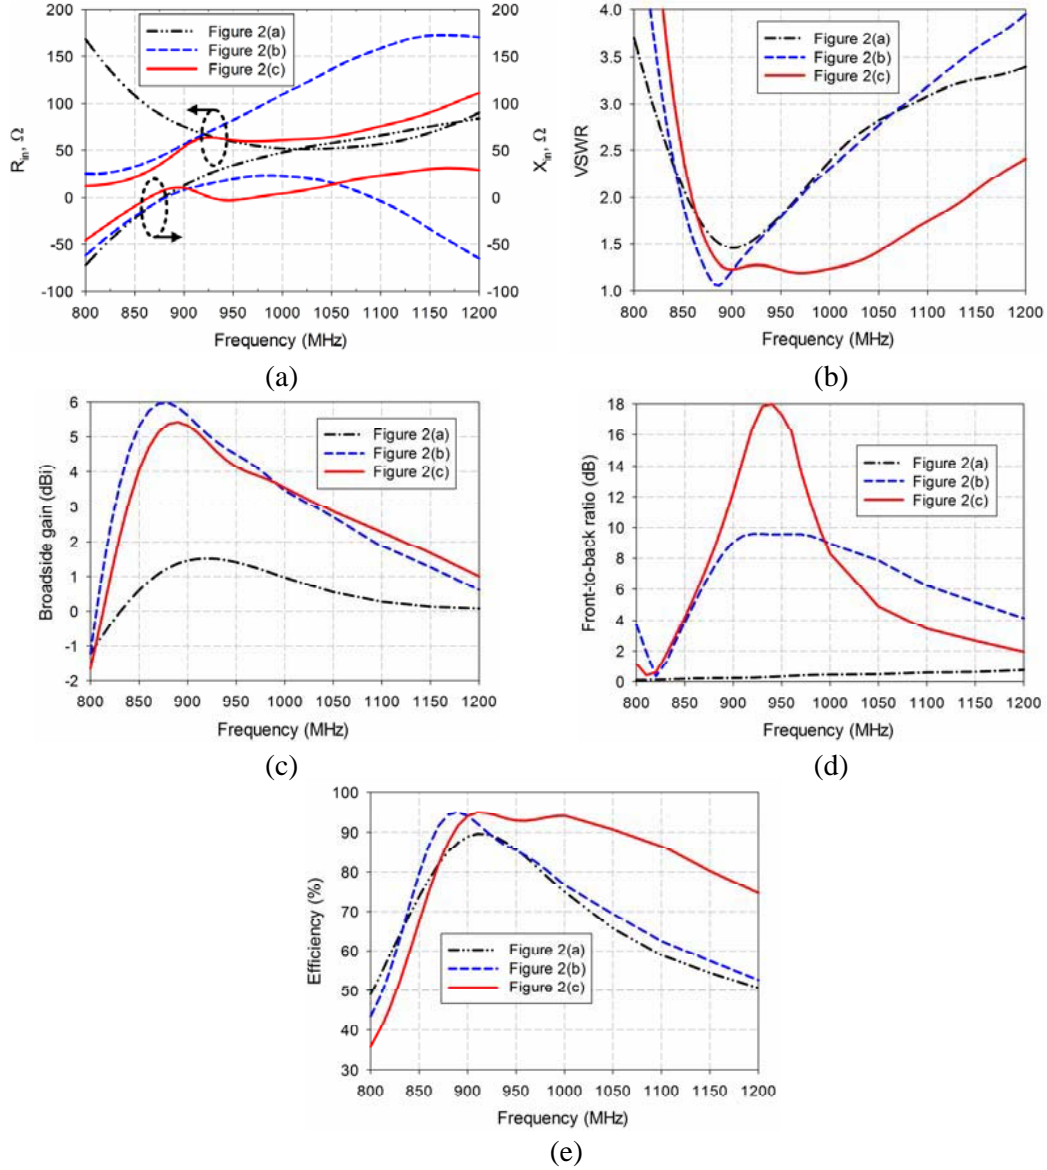 200 200
150 150
100 100
50 50
0 0
-50 -50
-100 -100
R_in, Ω
X_in, Ω
Figure 2(a)
Figure 2(b)
Figure 2(c)
800 850 900 950 1000 1050 1100 1150 1200
Frequency (MHz)
(a)
4.0
3.5
3.0
2.5
2.0
1.5
1.0
VSWR
Figure 2(a)
Figure 2(b)
Figure 2(c)
800 850 900 950 1000 1050 1100 1150 1200
Frequency (MHz)
(b)
6
5
4
3
2
1
0
-1
-2
Broadside gain (dBi)
Figure 2(a)
Figure 2(b)
Figure 2(c)
800 850 900 950 1000 1050 1100 1150 1200
Frequency (MHz)
(c)
18
16
14
12
10
8
6
4
2
0
Front-to-back ratio (dB)
Figure 2(a)
Figure 2(b)
Figure 2(c)
800 850 900 950 1000 1050 1100 1150 1200
Frequency (MHz)
(d)
100
90
80
70
60
50
40
30
Efficiency (%)
Figure 2(a)
Figure 2(b)
Figure 2(c)
800 850 900 950 1000 1050 1100 1150 1200
Frequency (MHz)
(e)